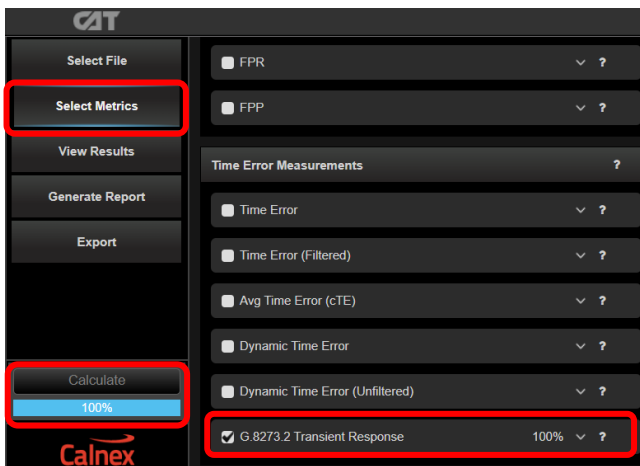 CAT
Select File
Select Metrics
View Results
Generate Report
Export
Calculate
100%
Calnex
FPR ?
FPP ?
Time Error Measurements ?
Time Error ?
Time Error (Filtered) ?
Avg Time Error (cTE) ?
Dynamic Time Error ?
Dynamic Time Error (Unfiltered) ?
G.8273.2 Transient Response 100% ?